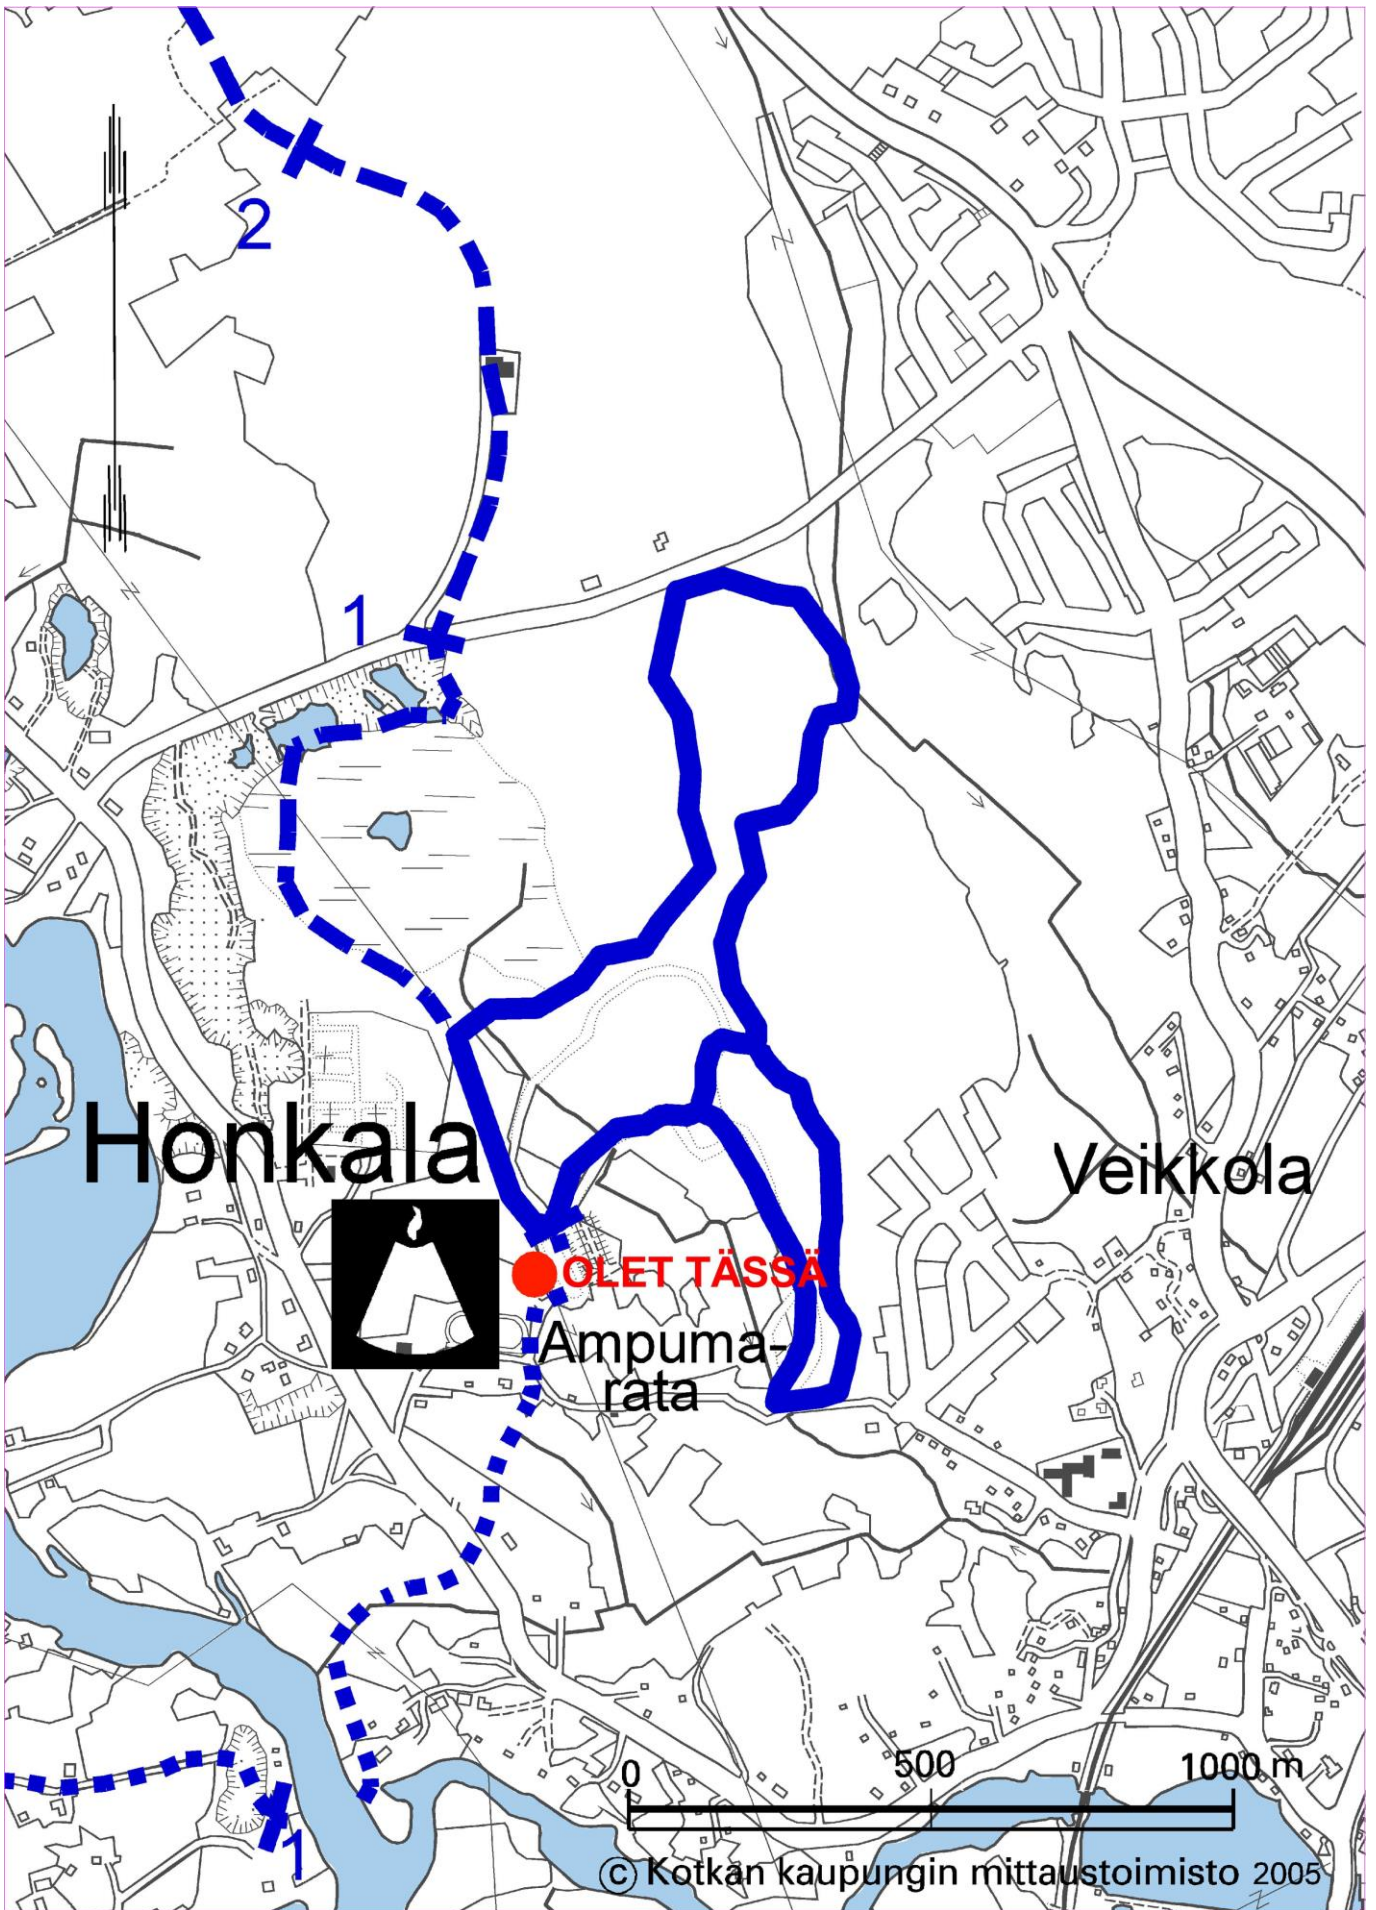 2
1
Honkala
Veikkola
OLET TÄSSÄ
Ampuma-
rata
0 500 1000 m
1
© Kotkan kaupungin mittaustoimisto 2005